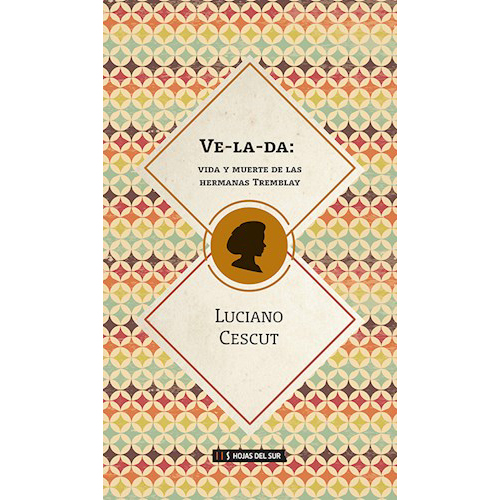 Ve-la-da:
vida y muerte de las
hermanas Tremblay
Luciano
Cescut
HOJAS DEL SUR